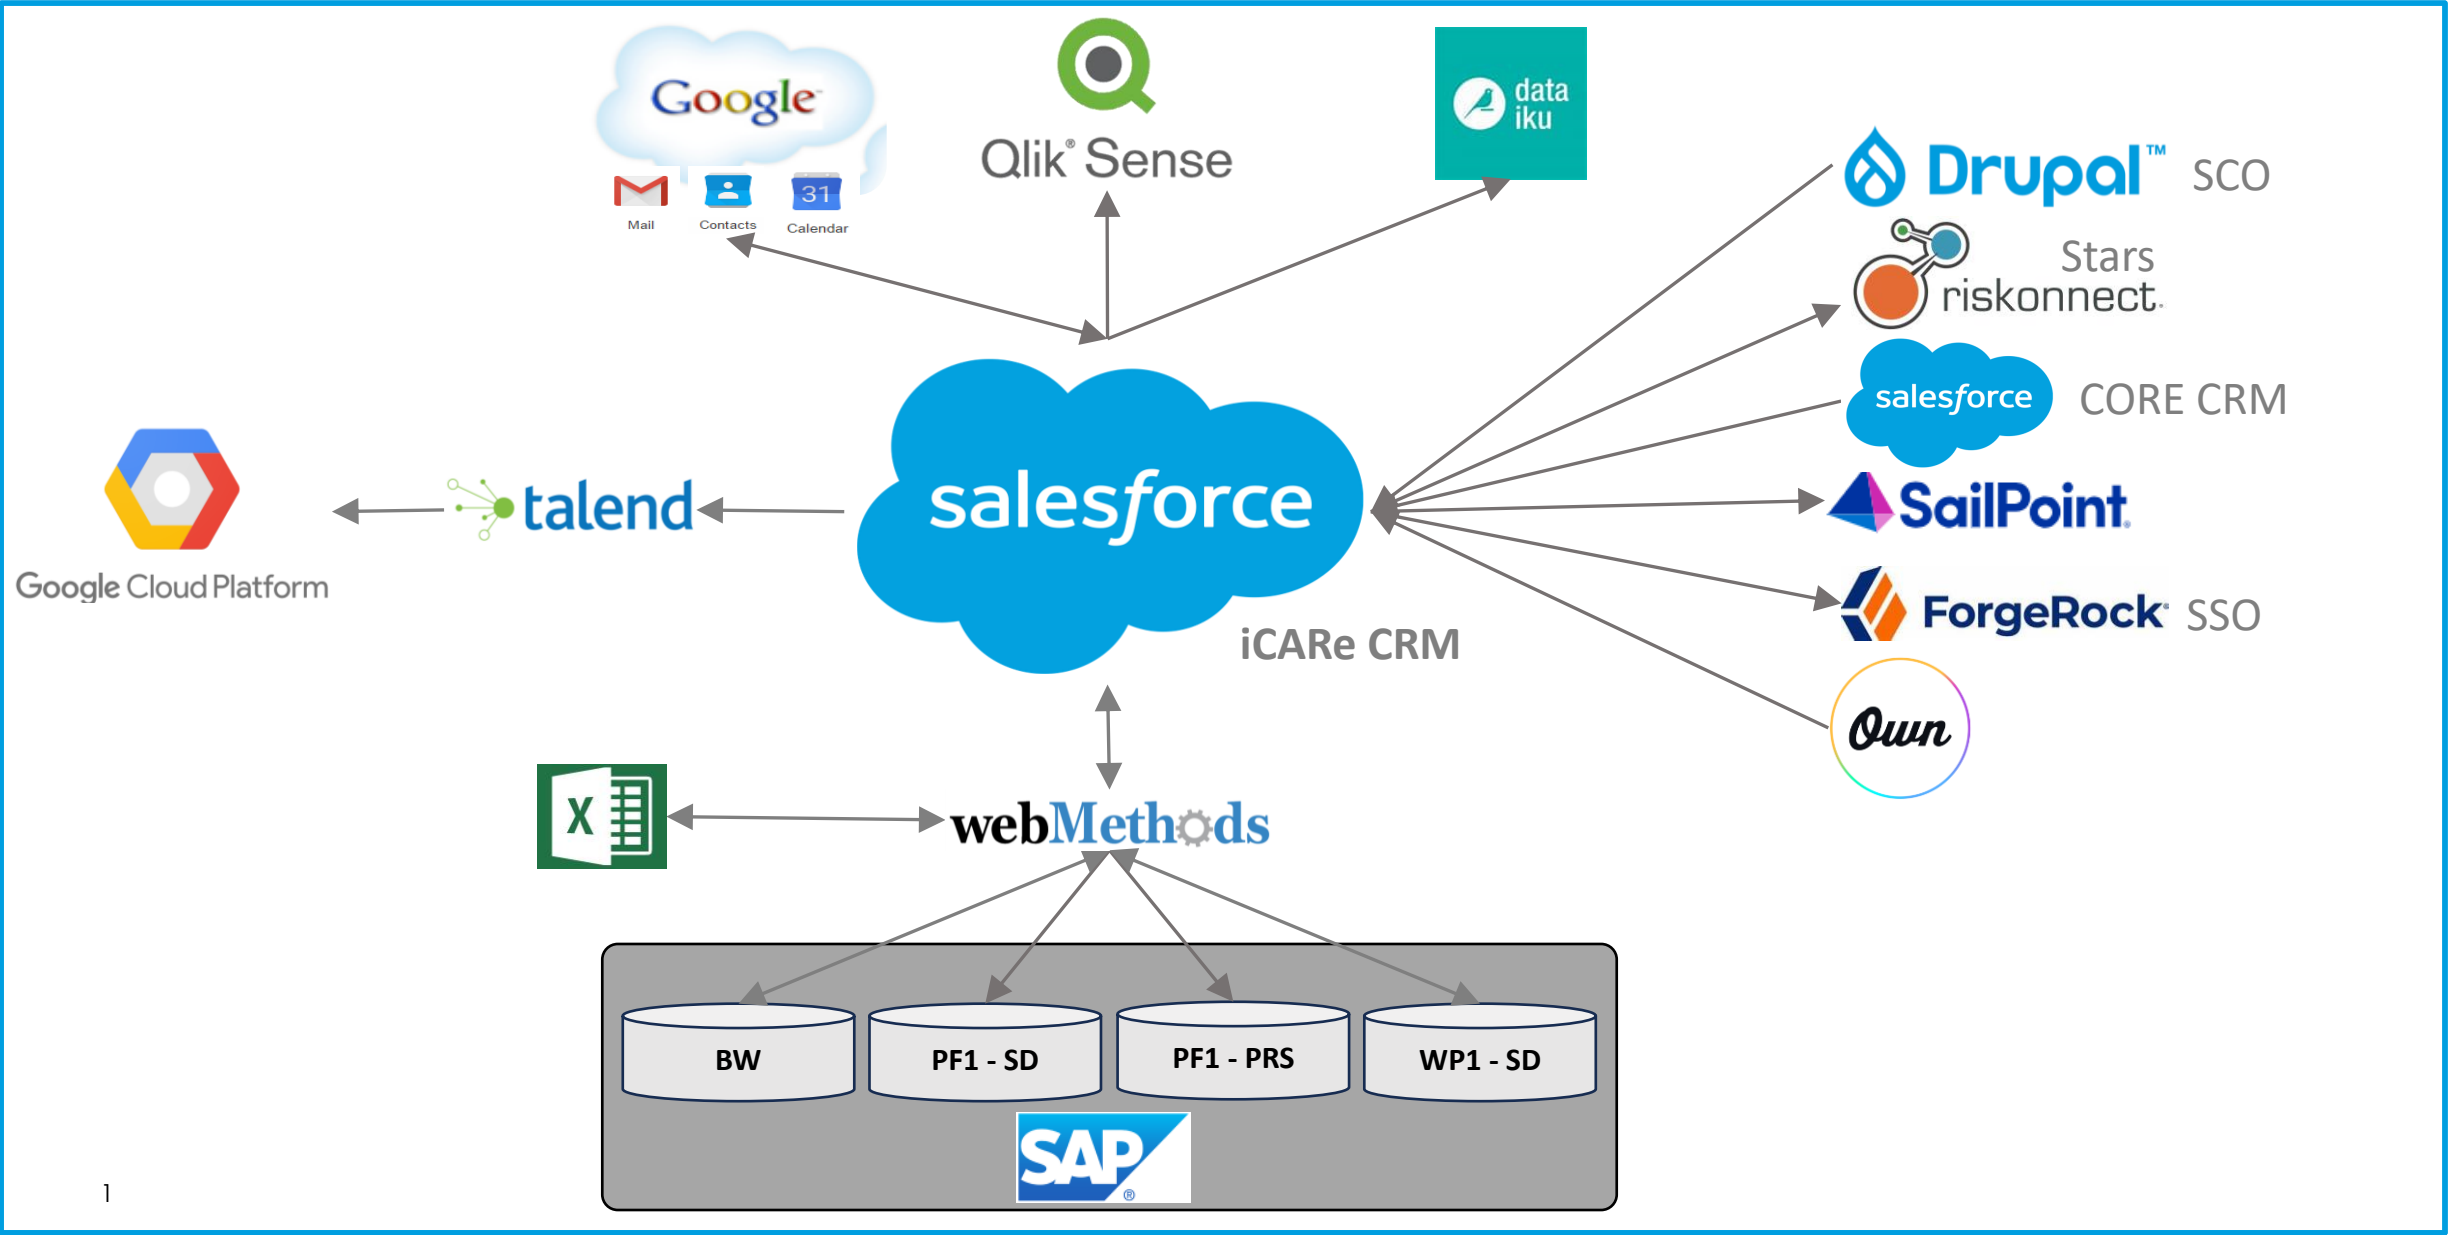 Google™
Mail
Contacts
31
Calendar
Qlik® Sense
data
iku
Drupal™ SCO
Stars
riskonnect.
salesforce CORE CRM
SailPoint
ForgeRock SSO
Own
Google Cloud Platform
talend
salesforce
iCARe CRM
X
webMethods
BW
PF1 - SD
PF1 - PRS
WP1 - SD
SAP®
1